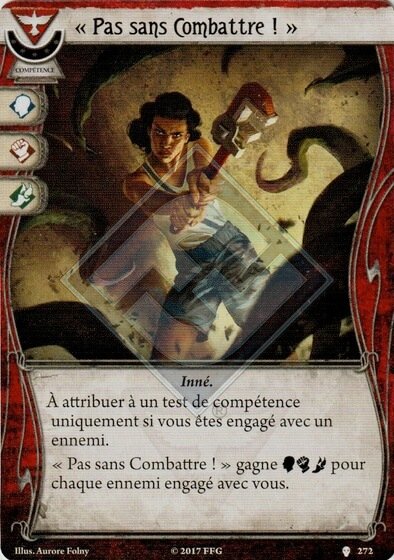 « Pas sans Combattre ! »
COMPÉTENCE
Inné.
À attribuer à un test de compétence
uniquement si vous êtes engagé avec un
ennemi.
« Pas sans Combattre ! » gagne pour
chaque ennemi engagé avec vous.
Illus. Aurore Folny
© 2017 FFG
272